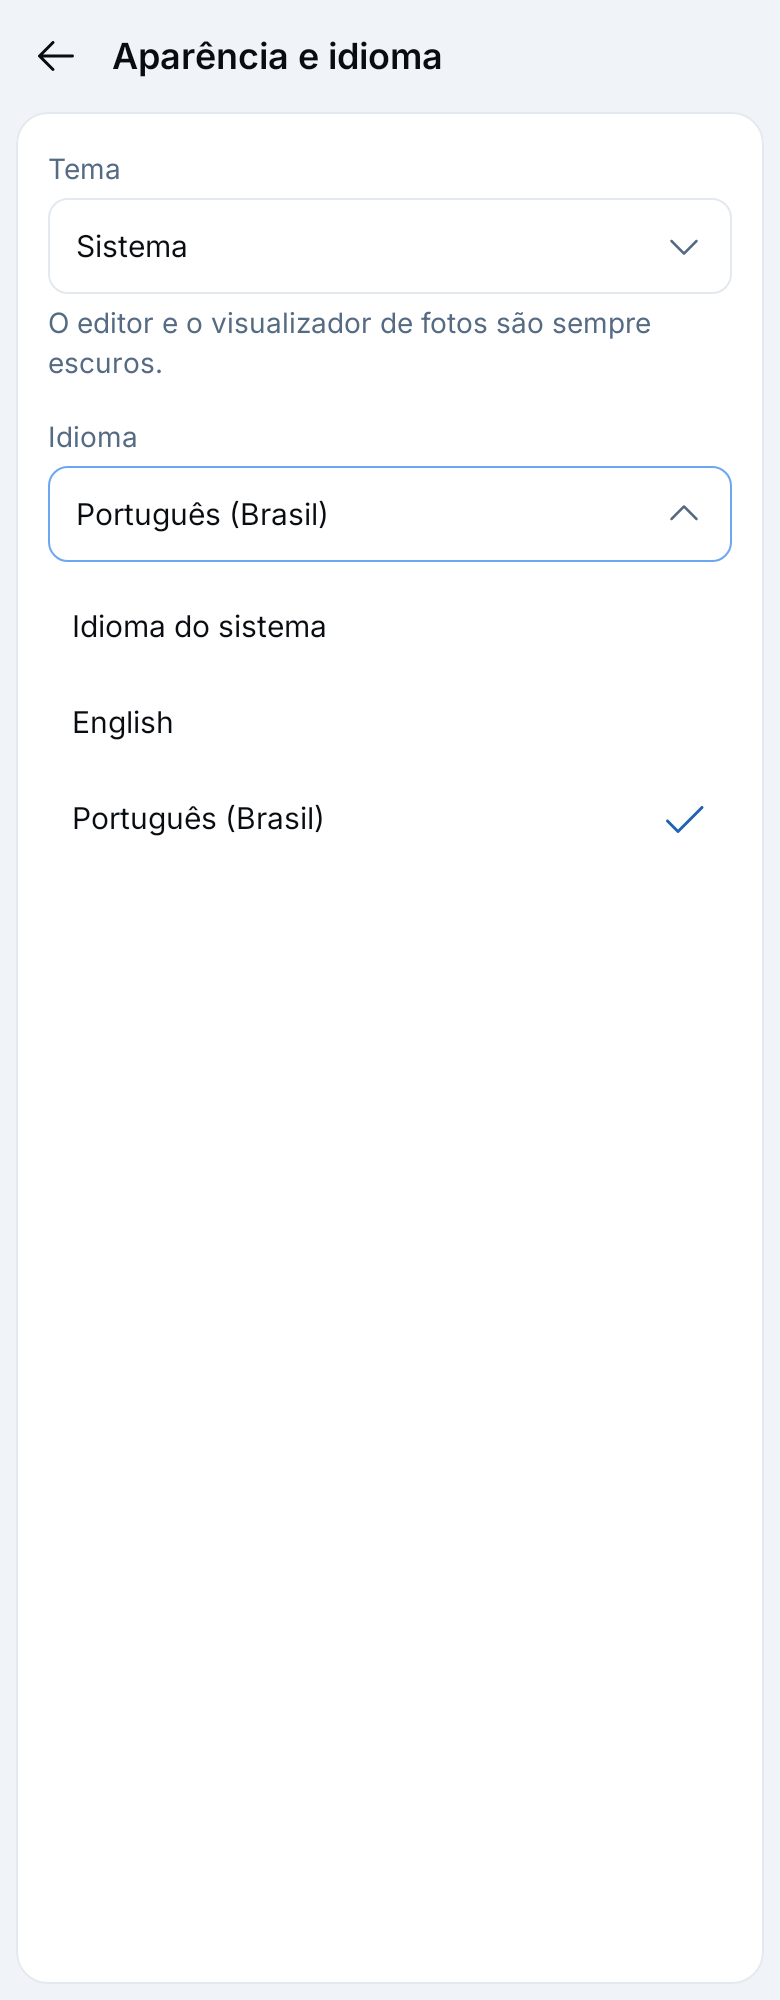 Aparência e idioma
Tema
Sistema
O editor e o visualizador de fotos são sempre
escuros.
Idioma
Português (Brasil)
Idioma do sistema
English
Português (Brasil)